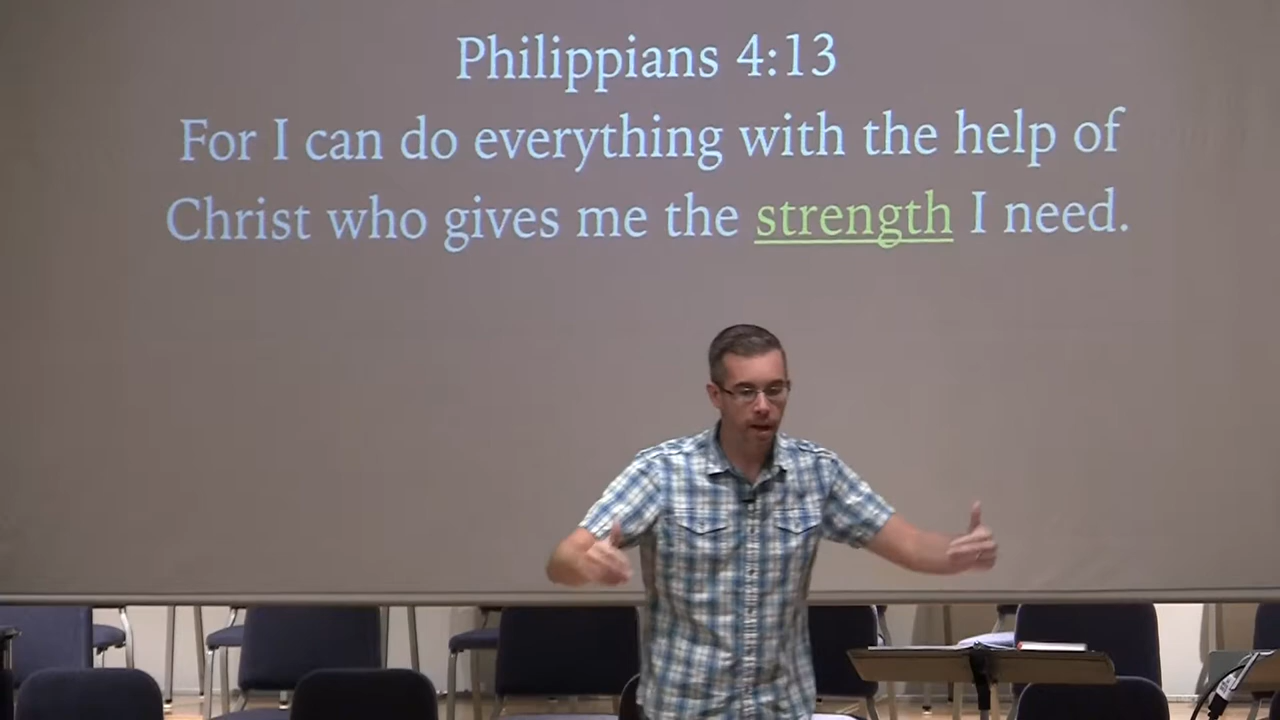 Philippians 4:13
For I can do everything with the help of
Christ who gives me the strength I need.